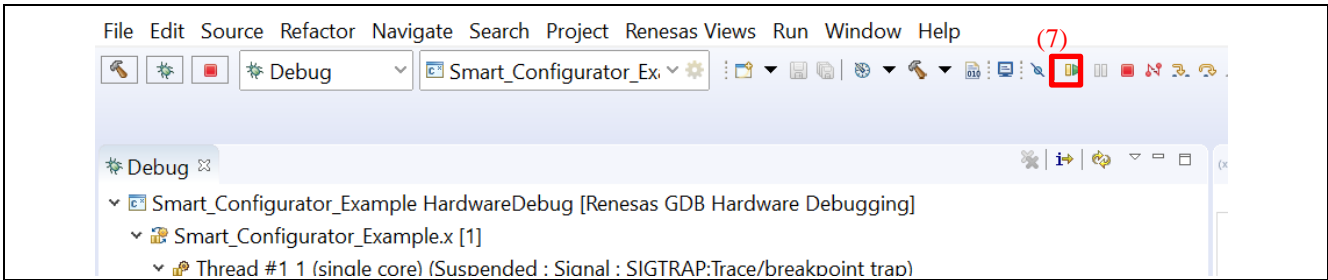 File Edit Source Refactor Navigate Search Project Renesas Views Run Window Help
(7)
Debug Smart_Configurator_Ex 010
Debug
Smart_Configurator_Example HardwareDebug [Renesas GDB Hardware Debugging]
Smart_Configurator_Example.x [1]
Thread #1 1 (single core) (Suspended : Signal : SIGTRAP:Trace/breakpoint trap)